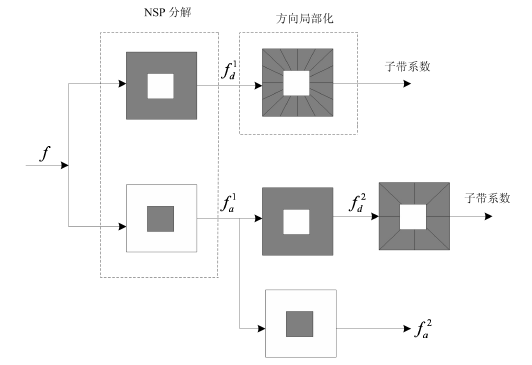 NSP 分解
方向局部化
f_d^1
子带系数
f
f_a^1
f_d^2
子带系数
f_a^2